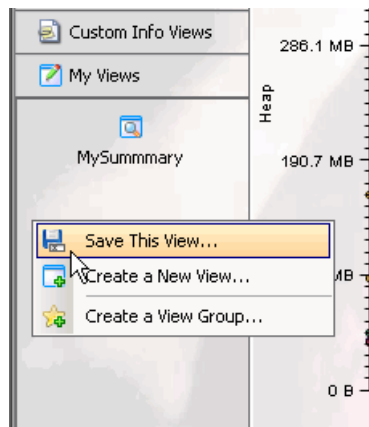 Custom Info Views
My Views
MySummmary
Save This View...
Create a New View...
Create a View Group...
286.1 MB
Heap
190.7 MB
MB
0 B